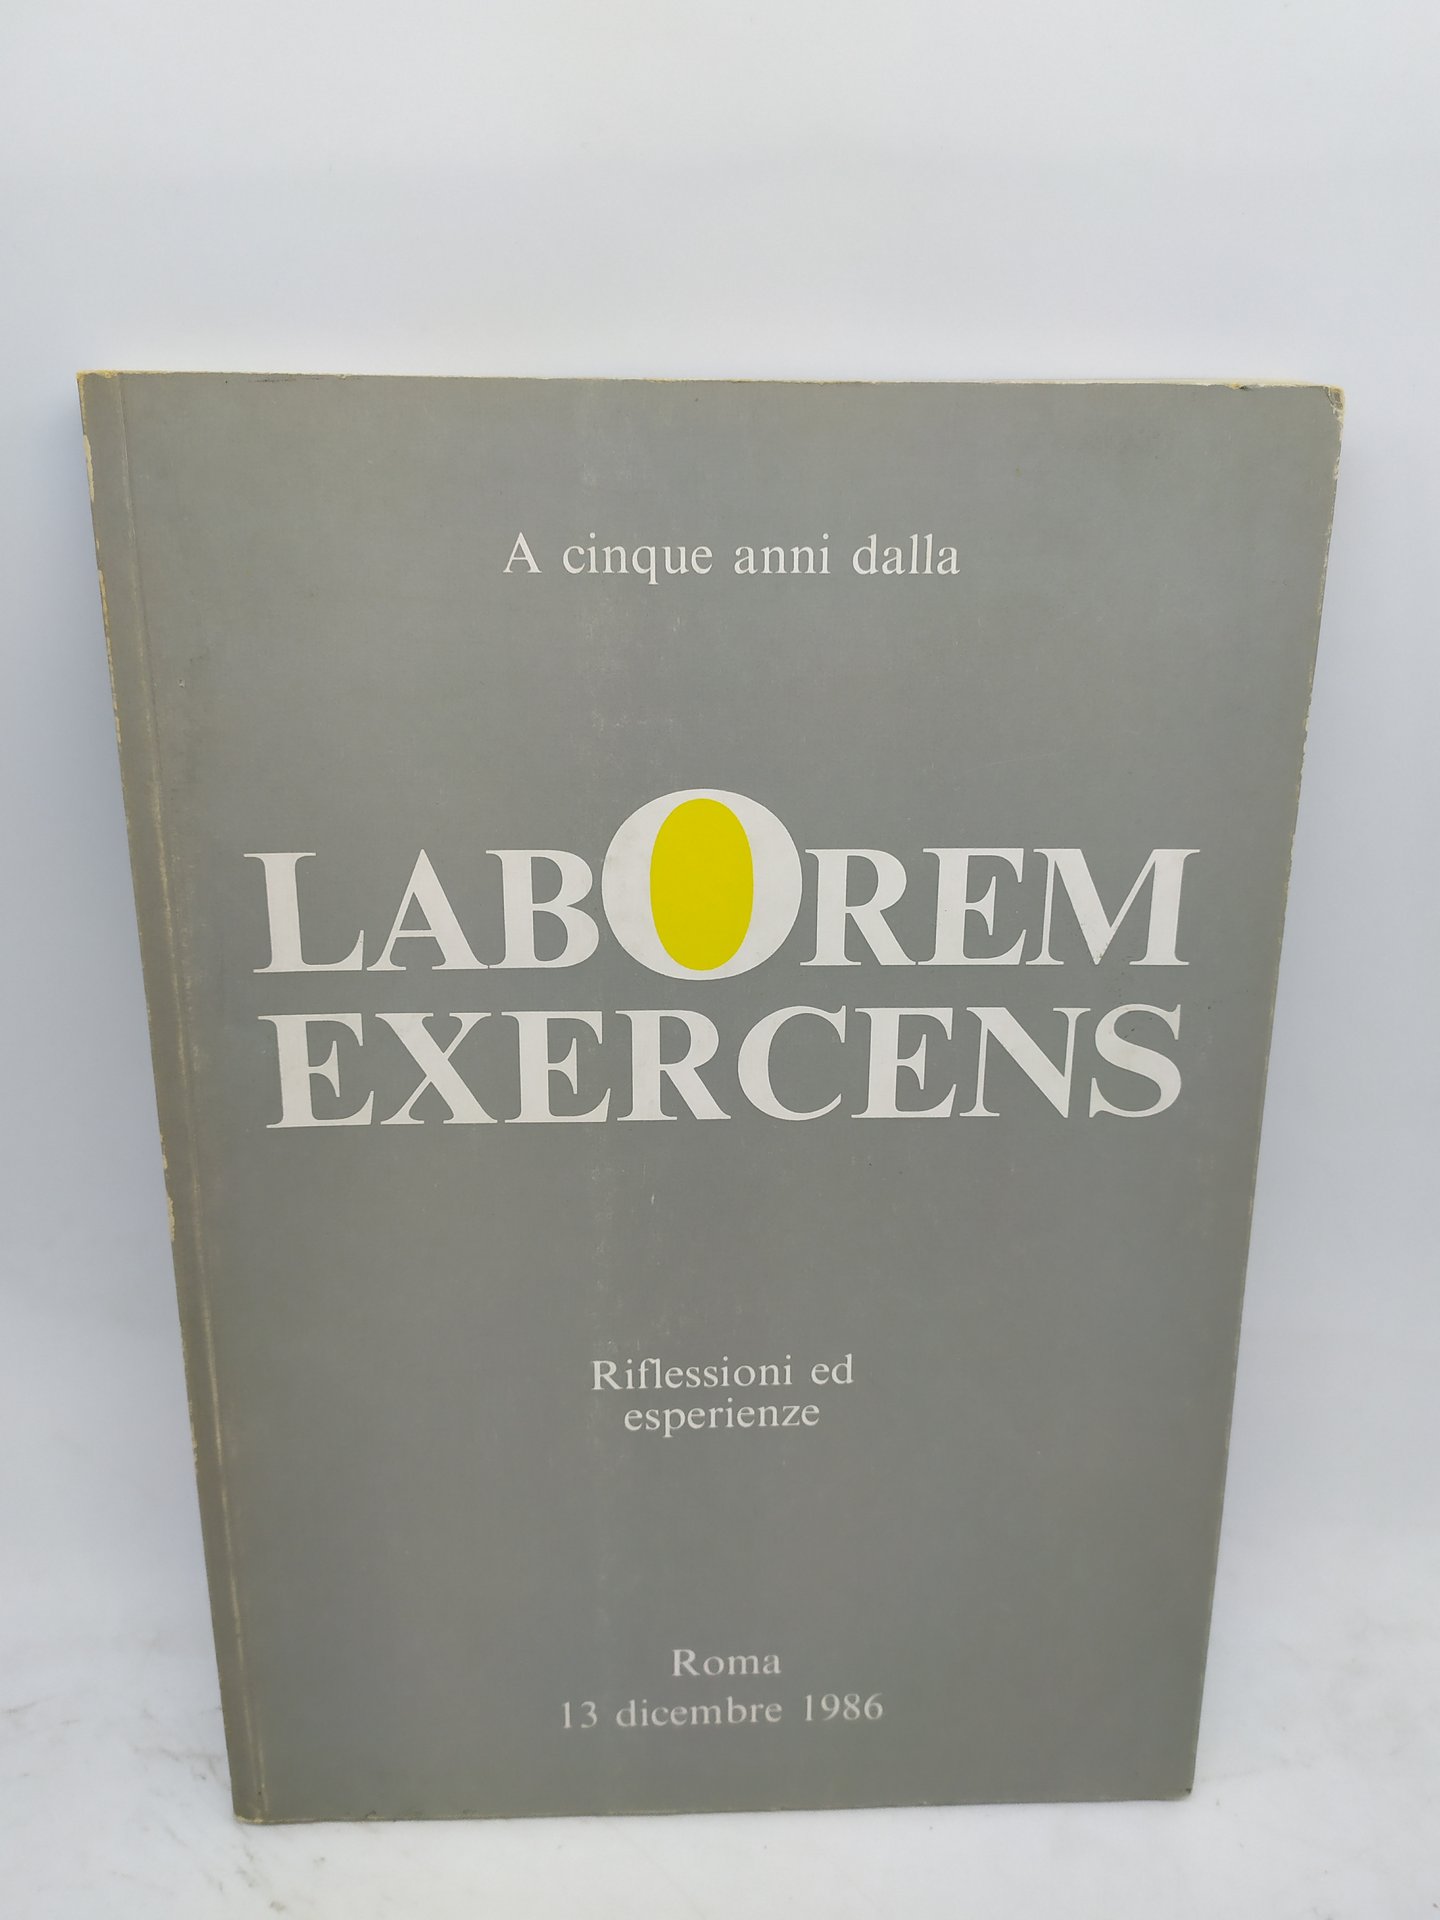 A cinque anni dalla
LABOREM
EXERCENS
Riflessioni ed
esperienze
Roma
13 dicembre 1986